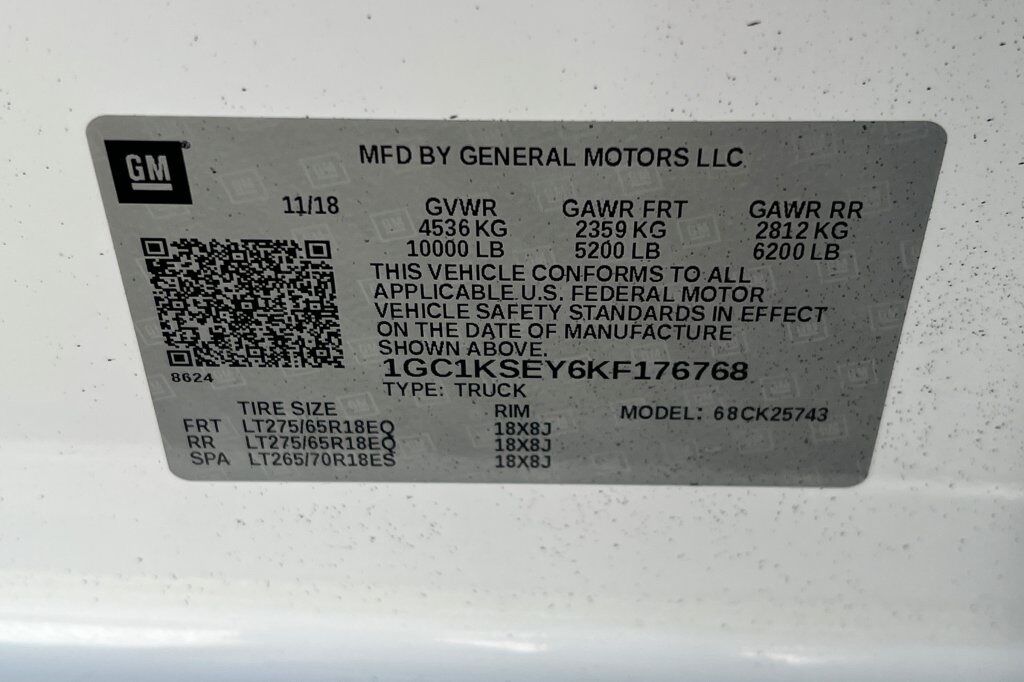 GM
MFD BY GENERAL MOTORS LLC
11/18 GVWR GAWR FRT GAWR RR
4536 KG 2359 KG 2812 KG
10000 LB 5200 LB 6200 LB
THIS VEHICLE CONFORMS TO ALL
APPLICABLE U.S. FEDERAL MOTOR
VEHICLE SAFETY STANDARDS IN EFFECT
ON THE DATE OF MANUFACTURE
SHOWN ABOVE.
1GC1KSEY6KF176768
8624
TYPE: TRUCK
TIRE SIZE RIM MODEL: 68CK25743
FRT LT275/65R18EQ 18X8J
RR LT275/65R18EQ 18X8J
SPA LT265/70R18ES 18X8J